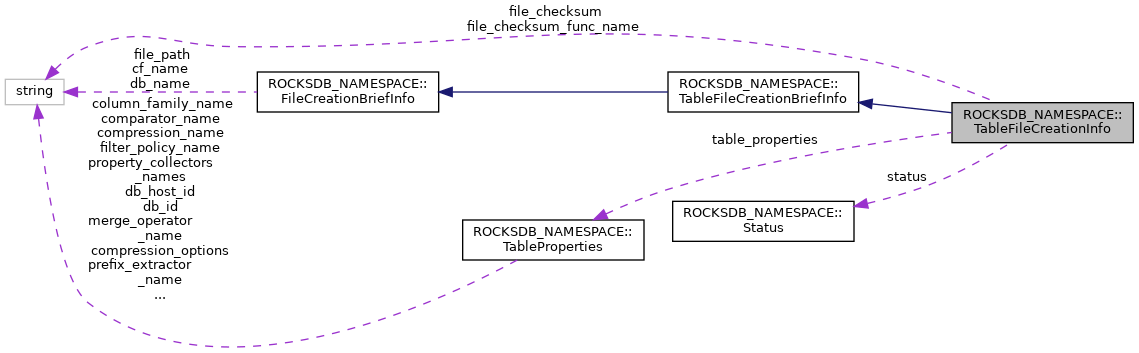 file_checksum
file_checksum_func_name
file_path
cf_name
db_name
string
ROCKSDB_NAMESPACE::
FileCreationBriefInfo
ROCKSDB_NAMESPACE::
TableFileCreationBriefInfo
ROCKSDB_NAMESPACE::
TableFileCreationInfo
column_family_name
comparator_name
compression_name
filter_policy_name
property_collectors
_names
db_host_id
db_id
merge_operator
_name
compression_options
prefix_extractor
_name
...
table_properties
status
ROCKSDB_NAMESPACE::
Status
ROCKSDB_NAMESPACE::
TableProperties